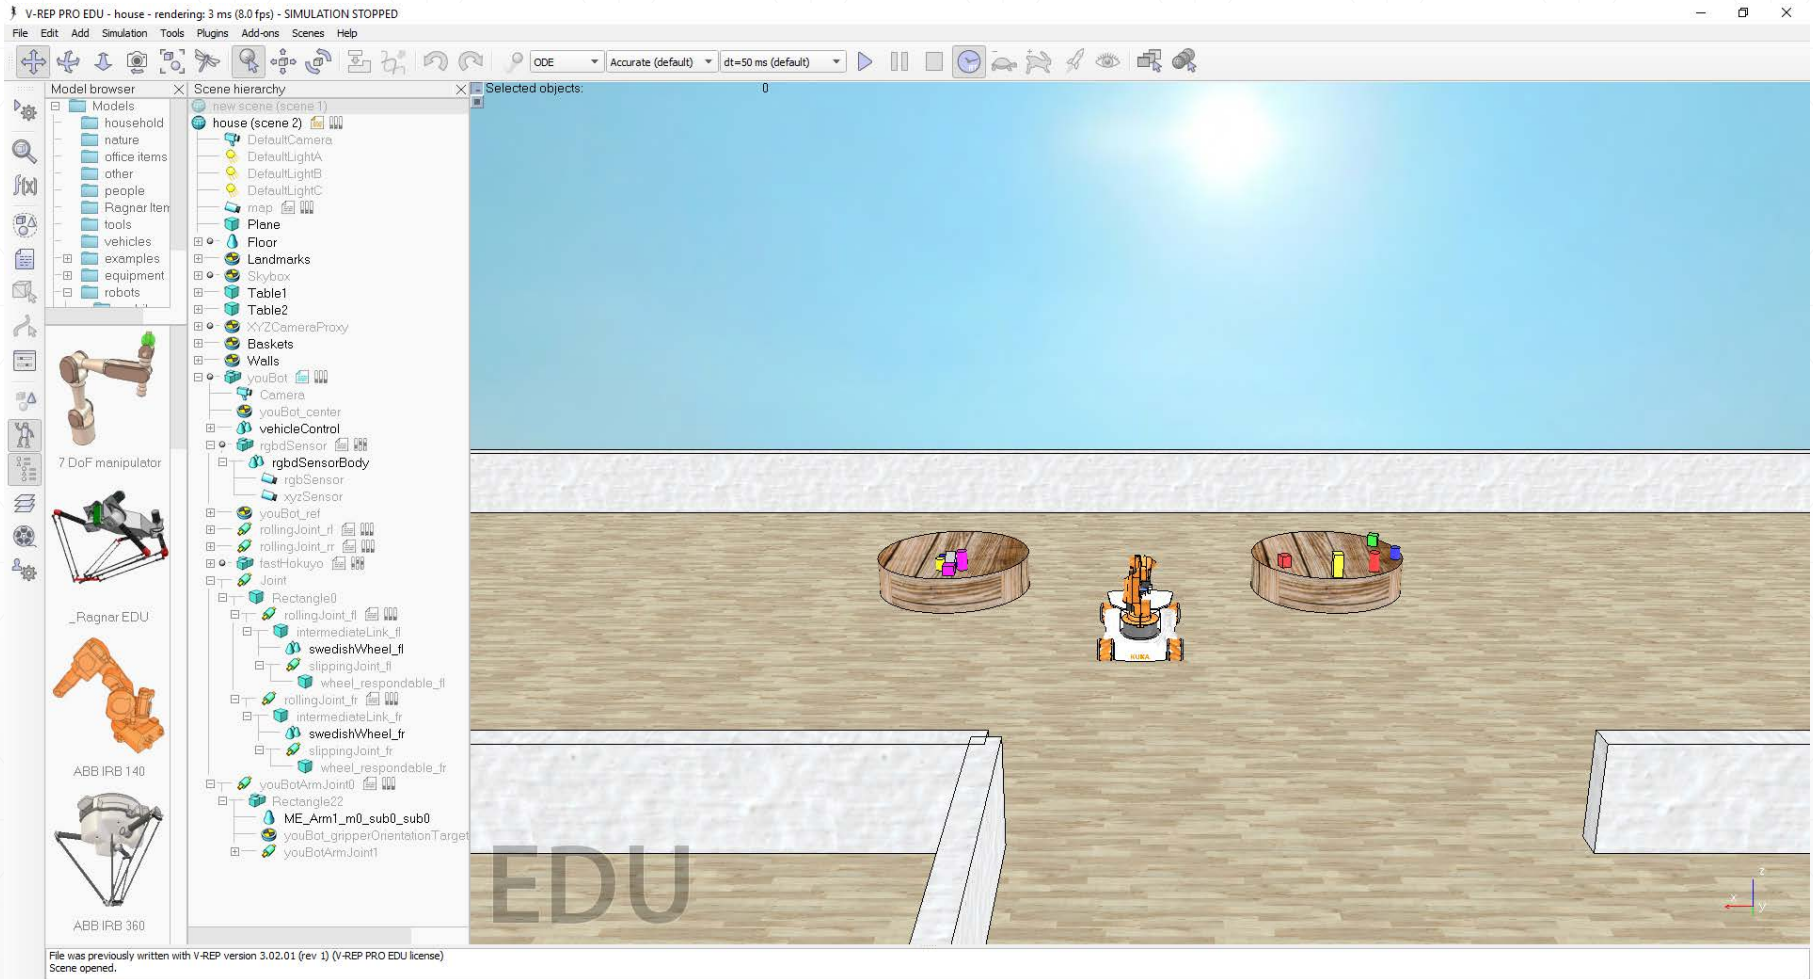 V-REP PRO EDU - house - rendering: 3 ms (8.0 fps) - SIMULATION STOPPED
File Edit Add Simulation Tools Plugins Add-ons Scenes Help
ODE Accurate (default) dt=50 ms (default)
Model browser
Models
household
nature
office items
other
people
Ragnar Iten
tools
vehicles
examples
equipment
robots
7 DoF manipulator
_Ragnar EDU
ABB IRB 140
ABB IRB 360
Scene hierarchy
new scene (scene 1)
house (scene 2)
DefaultCamera
DefaultLightA
DefaultLightB
DefaultLightC
map
Plane
Floor
Landmarks
Skybox
Table1
Table2
XYZCameraProxy
Baskets
Walls
youBot
Camera
youBot_center
vehicleControl
rgbdSensor
rgbdSensorBody
rgbSensor
xyzSensor
youBot_ref
rollingJoint_rl
rollingJoint_rr
fastHokuyo
Joint
Rectangle0
rollingJoint_fl
intermediateLink_fl
swedishWheel_fl
slippingJoint_fl
wheel_respondable_fl
rollingJoint_fr
intermediateLink_fr
swedishWheel_fr
slippingJoint_fr
wheel_respondable_fr
youBotArmJoint0
Rectangle22
ME_Arm1_m0_sub0_sub0
youBot_gripperOrientationTarget
youBotArmJoint1
Selected objects: 0
KUKA
EDU
z
x
y
File was previously written with V-REP version 3.02.01 (rev 1) (V-REP PRO EDU license)
Scene opened.